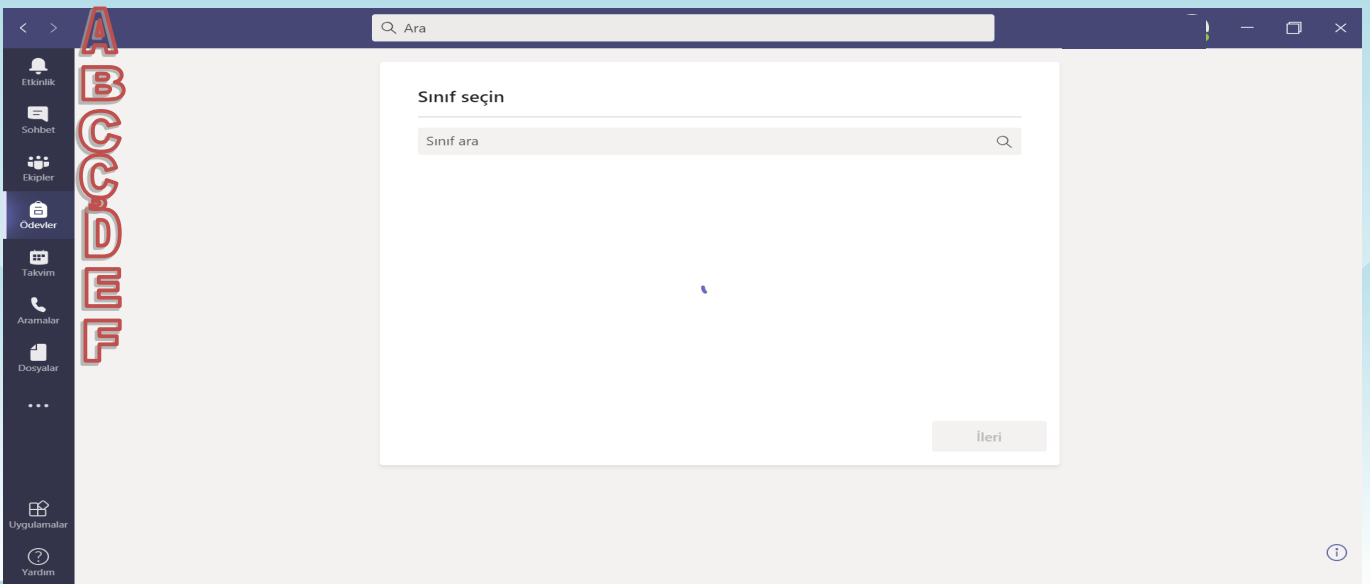 A
Ara
B
Etkinlik
Sınıf seçin
C
Sohbet
Sınıf ara
Ç
Ekipler
D
Ödevler
E
Takvim
F
Aramalar
Dosyalar
İleri
Uygulamalar
Yardım